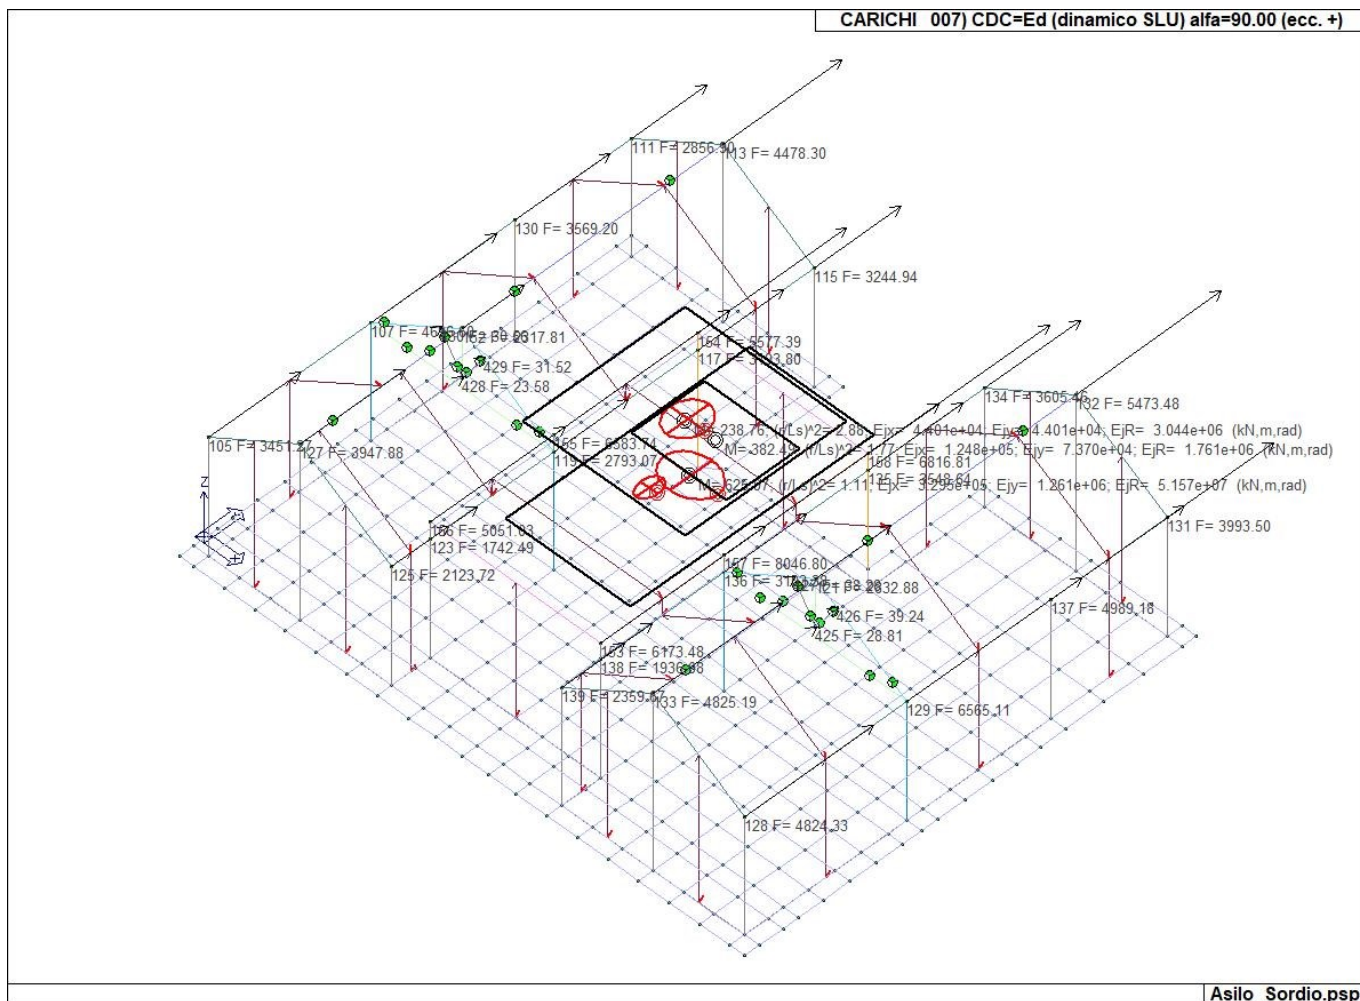 CARICHI 007) CDC=Ed (dinamico SLU) alfa=90.00 (ecc. +)
111 F= 2856.90
113 F= 4478.30
130 F= 3569.20
115 F= 3244.94
107 F=
429 F= 31.52
428 F= 23.58
154 F= 5577.39
117 F=
134 F= 3605.46
132 F= 5473.48
M= 238.76; (r/Ls)^2= 2.88; Ejx= 4.401e+04; Ejy= 4.401e+04; EjR= 3.044e+06 (kN,m,rad)
M= 382.49; (r/Ls)^2= 1.77; Ejx= 1.248e+05; Ejy= 7.370e+04; EjR= 1.761e+06 (kN,m,rad)
105 F= 3451.27
127 F= 3947.88
155 F= 6583.74
119 F= 2793.07
158 F= 6816.81
135 F= 3548.64
M= 625.07; (r/Ls)^2= 1.11; Ejx= 3.295e+05; Ejy= 1.261e+06; EjR= 5.157e+07 (kN,m,rad)
Z
156 F= 5051.03
123 F= 1742.49
131 F= 3993.50
125 F= 2123.72
157 F= 8046.80
136 F=
426 F= 39.24
425 F= 28.81
137 F= 4989.18
153 F= 6173.48
138 F= 1936.98
139 F= 2359.67
133 F= 4825.19
129 F= 6565.11
128 F= 4824.33
Asilo_Sordio.psp